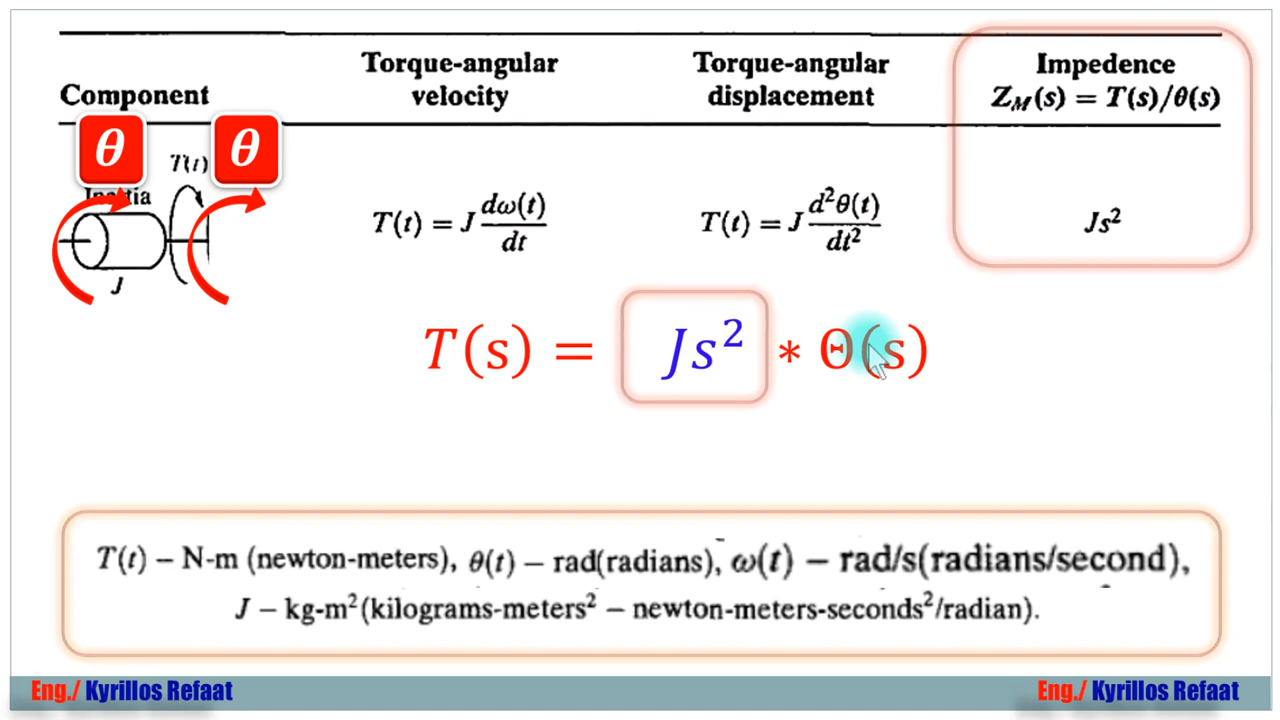 Component
Torque-angular
velocity
Torque-angular
displacement
Impedence
Z_M(s) = T(s)/θ(s)
θ
θ
T(t)
J
T(t) = J dω(t)/dt
T(t) = J d²θ(t)/dt²
Js²
T(s) = Js² * Θ(s)
T(t) – N-m (newton-meters), θ(t) – rad(radians), ω(t) – rad/s(radians/second),
J – kg-m²(kilograms-meters² – newton-meters-seconds²/radian).
Eng./ Kyrillos Refaat
Eng./ Kyrillos Refaat